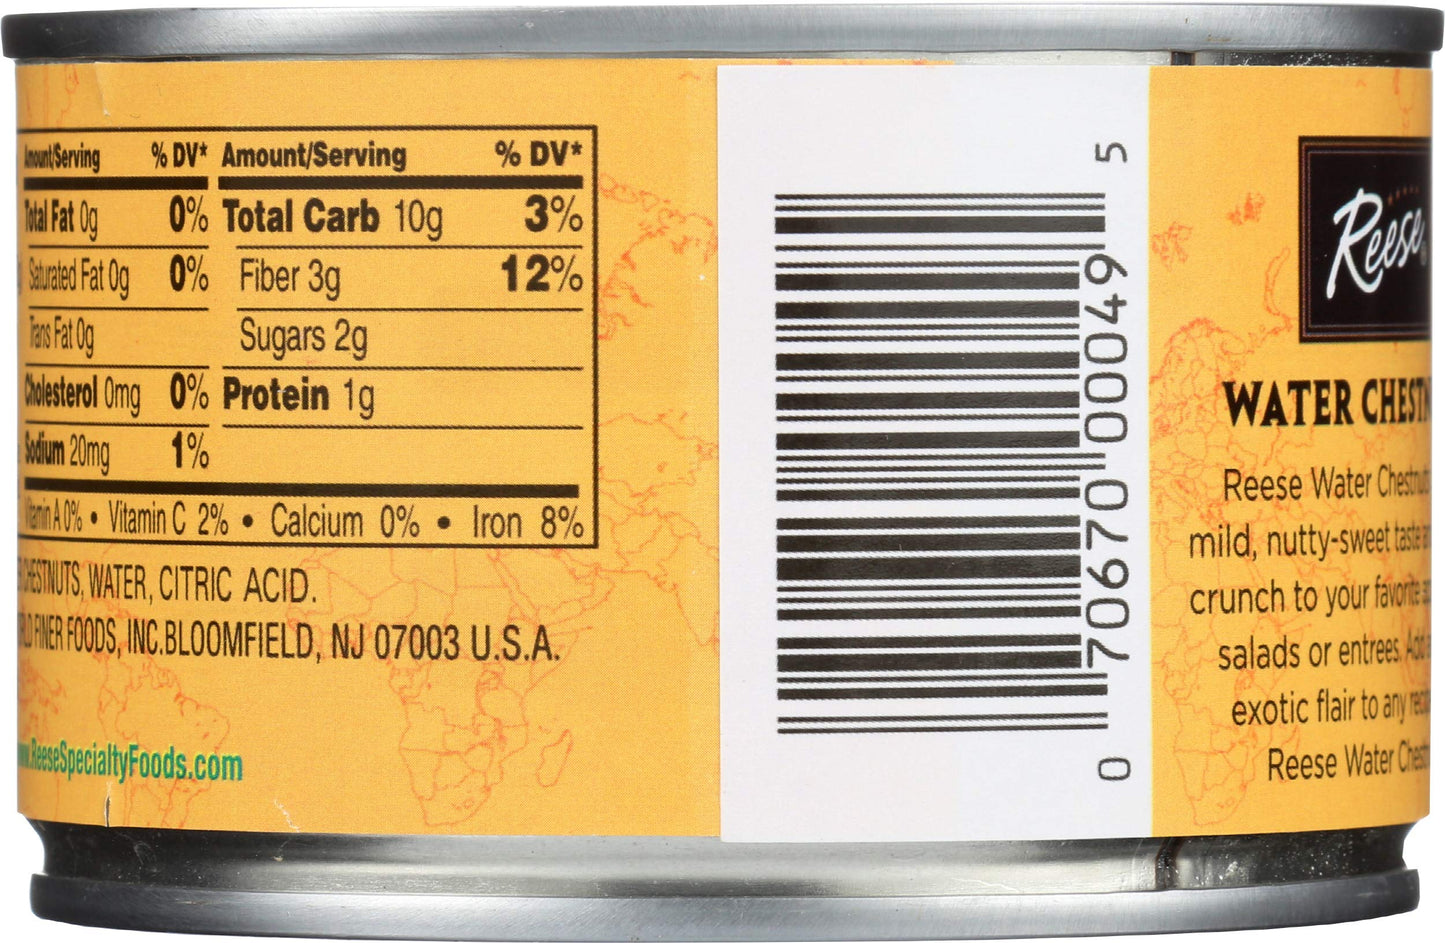 Amount/Serving % DV* Amount/Serving % DV*
Total Fat 0g 0% Total Carb 10g 3%
Saturated Fat 0g 0% Fiber 3g 12%
Trans Fat 0g Sugars 2g
Cholesterol 0mg 0% Protein 1g
Sodium 20mg 1%
Vitamin A 0% • Vitamin C 2% • Calcium 0% • Iron 8%
CHESTNUTS, WATER, CITRIC ACID.
FINER FOODS, INC.BLOOMFIELD, NJ 07003 U.S.A.
ReeseSpecialtyFoods.com
0 70670 00049 5
Reese
WATER CHESTN
Reese Water Chestnut
mild, nutty-sweet taste
crunch to your favorite
salads or entrees. Add
exotic flair to any
Reese Water Chest